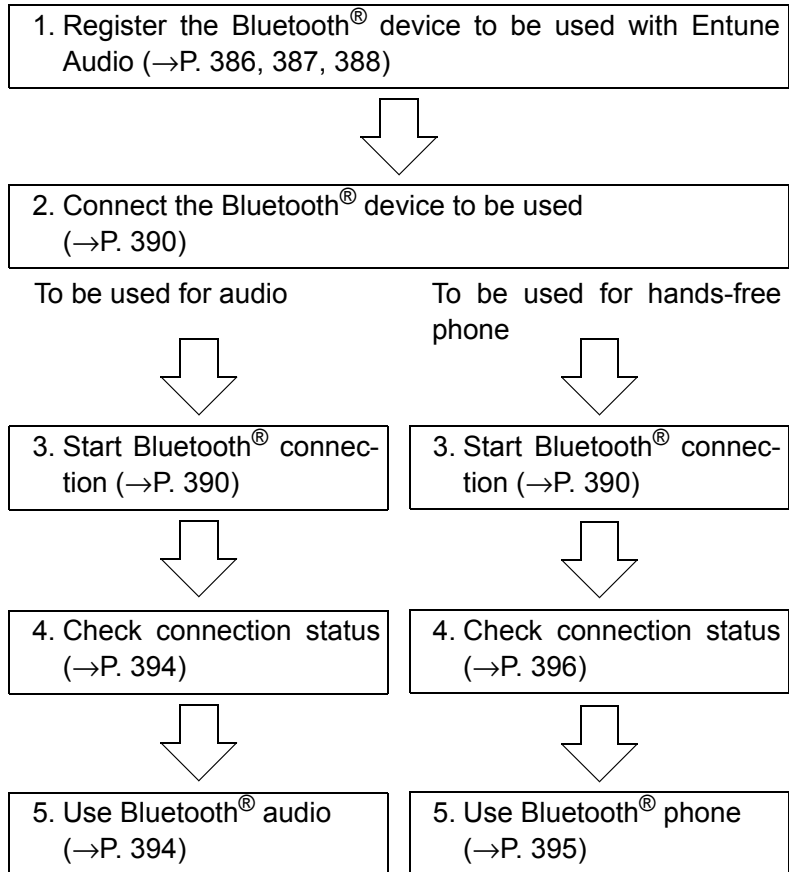 1. Register the Bluetooth® device to be used with Entune
Audio (→P. 386, 387, 388)
2. Connect the Bluetooth® device to be used
(→P. 390)
To be used for audio
To be used for hands-free
phone
3. Start Bluetooth® connec-
tion (→P. 390)
3. Start Bluetooth® connec-
tion (→P. 390)
4. Check connection status
(→P. 394)
4. Check connection status
(→P. 396)
5. Use Bluetooth® audio
(→P. 394)
5. Use Bluetooth® phone
(→P. 395)